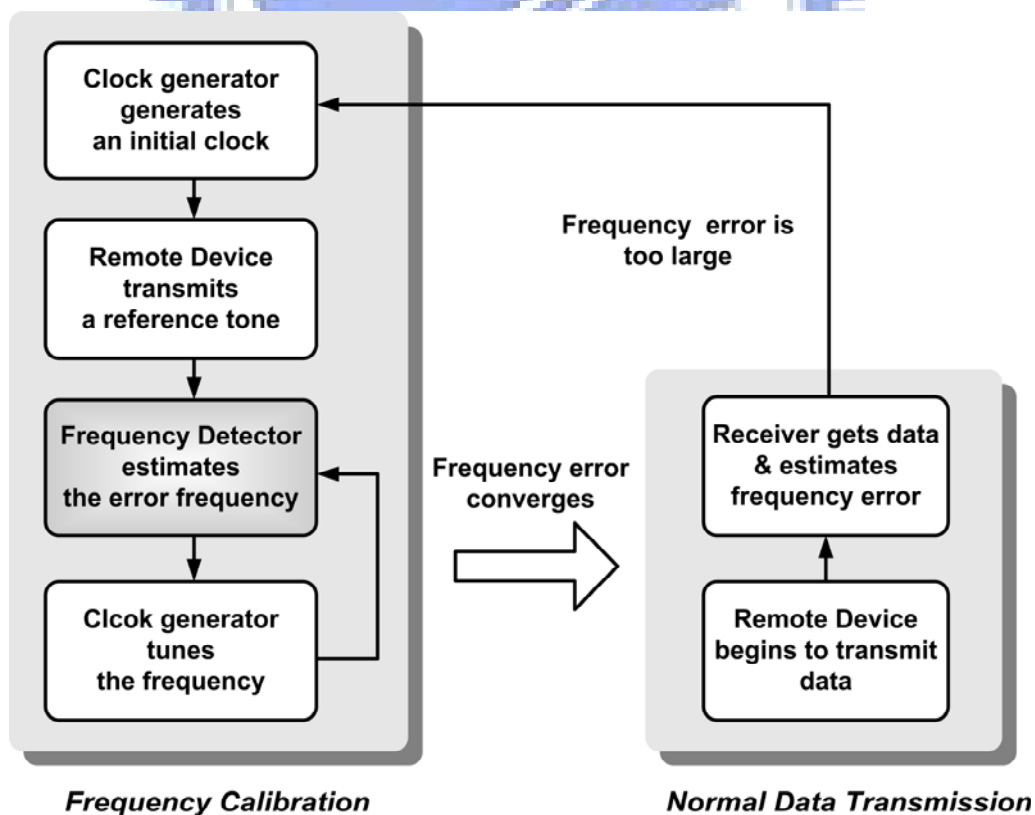 Clock generator
generates
an initial clock
Remote Device
transmits
a reference tone
Frequency Detector
estimates
the error frequency
Clcok generator
tunes
the frequency
Frequency Calibration
Frequency error
converges
Frequency error is
too large
Receiver gets data
& estimates
frequency error
Remote Device
begins to transmit
data
Normal Data Transmission